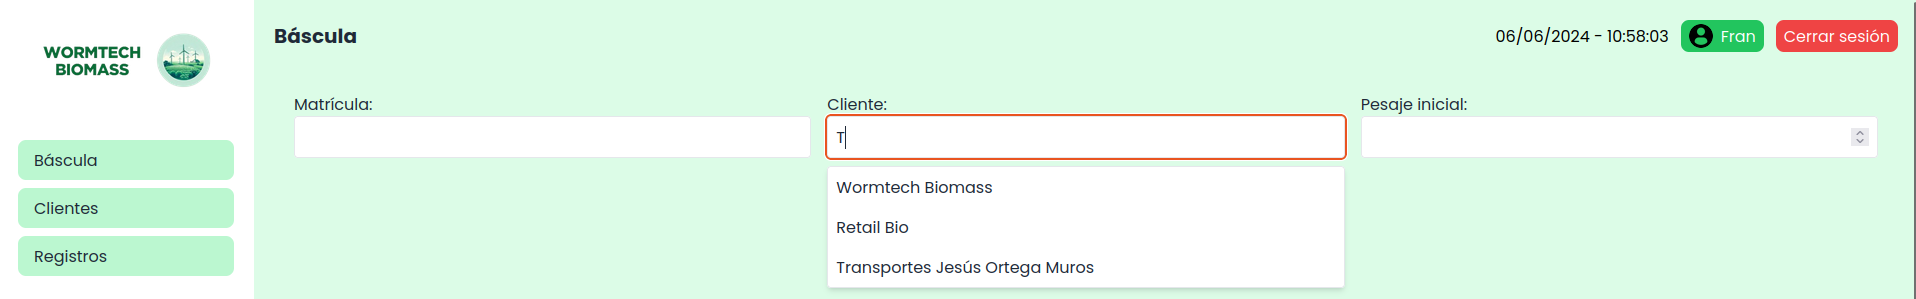 WORMTECH
BIOMASS
Báscula
Clientes
Registros
Báscula
06/06/2024 - 10:58:03
Fran
Cerrar sesión
Matrícula:
Cliente:
Pesaje inicial:
T
Wormtech Biomass
Retail Bio
Transportes Jesús Ortega Muros